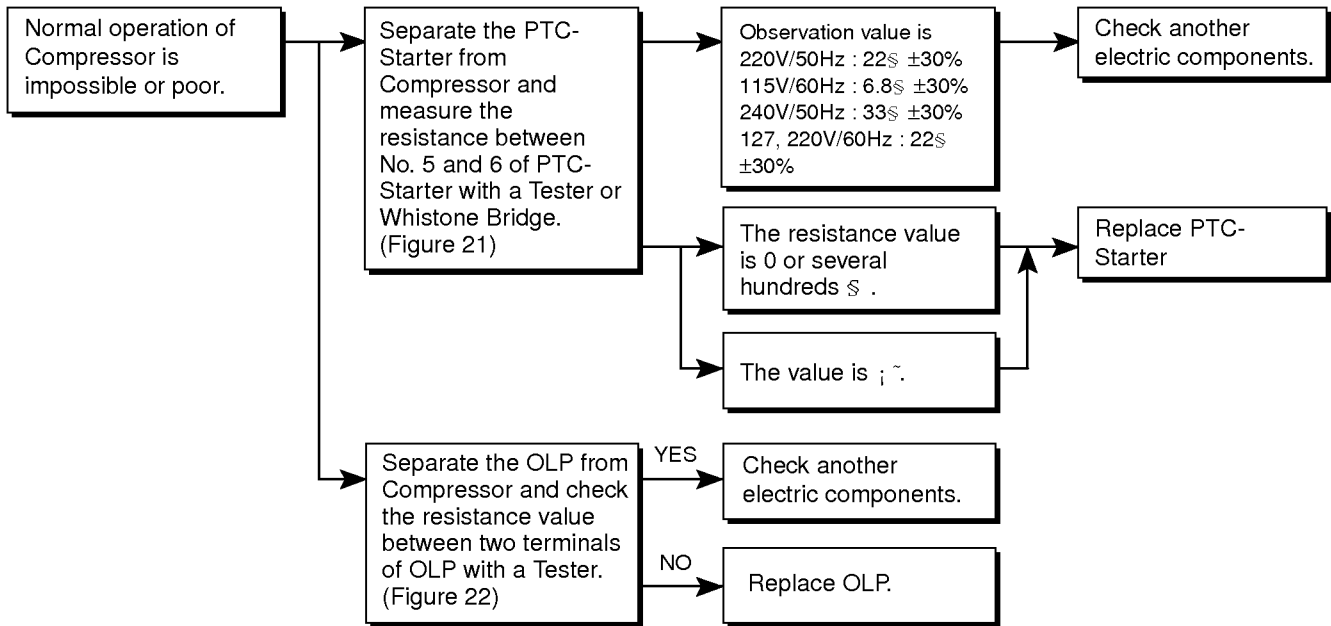 Normal operation of
Compressor is
impossible or poor.
Separate the PTC-
Starter from
Compressor and
measure the
resistance between
No. 5 and 6 of PTC-
Starter with a Tester or
Whistone Bridge.
(Figure 21)
Observation value is
220V/50Hz : 22§ ±30%
115V/60Hz : 6.8§ ±30%
240V/50Hz : 33§ ±30%
127, 220V/60Hz : 22§
±30%
Check another
electric components.
The resistance value
is 0 or several
hundreds § .
Replace PTC-
Starter
The value is ¡ ˜.
Separate the OLP from
Compressor and check
the resistance value
between two terminals
of OLP with a Tester.
(Figure 22)
YES
Check another
electric components.
NO
Replace OLP.